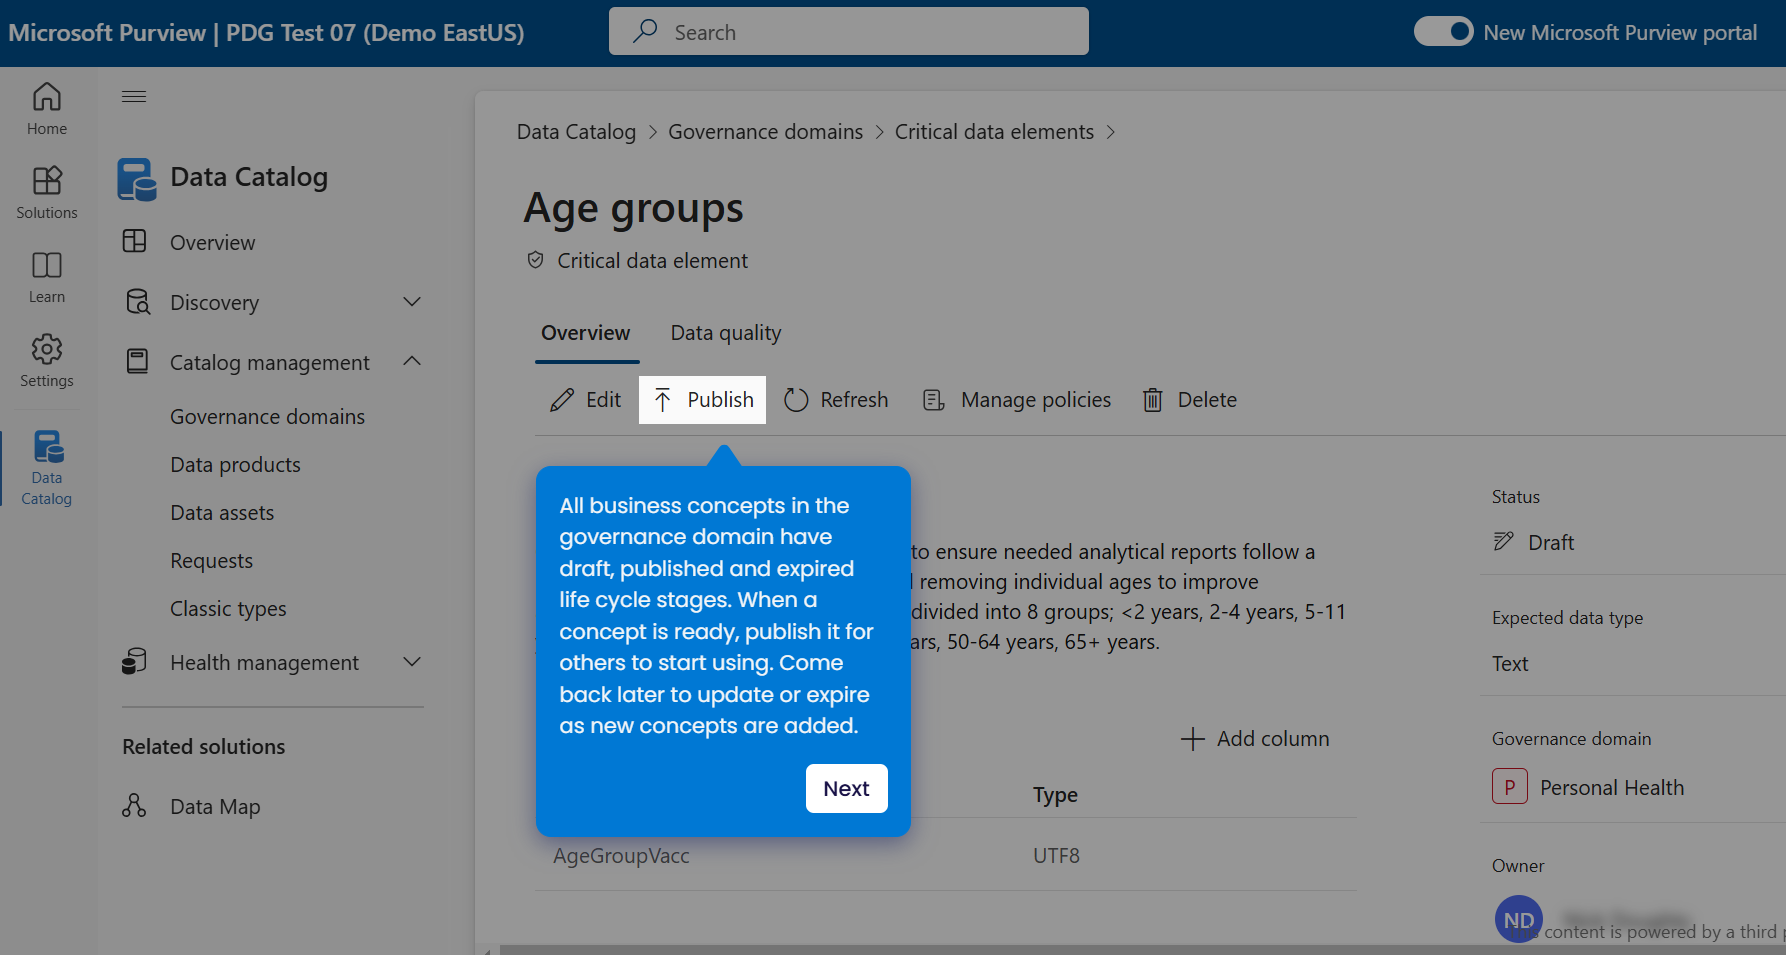 Microsoft Purview | PDG Test 07 (Demo EastUS)
Search
New Microsoft Purview portal
Home
Solutions
Learn
Settings
Data
Catalog
Data Catalog
Overview
Discovery
Catalog management
Governance domains
Data products
Data assets
Requests
Classic types
Health management
Related solutions
Data Map
Data Catalog > Governance domains > Critical data elements >
Age groups
Critical data element
Overview
Data quality
Edit
Publish
Refresh
Manage policies
Delete
All business concepts in the
governance domain have
draft, published and expired
life cycle stages. When a
concept is ready, publish it for
others to start using. Come
back later to update or expire
as new concepts are added.
Next
to ensure needed analytical reports follow a
removing individual ages to improve
divided into 8 groups; <2 years, 2-4 years, 5-11
ars, 50-64 years, 65+ years.
Add column
Type
AgeGroupVacc
UTF8
Status
Draft
Expected data type
Text
Governance domain
P
Personal Health
Owner
ND
content is powered by a third